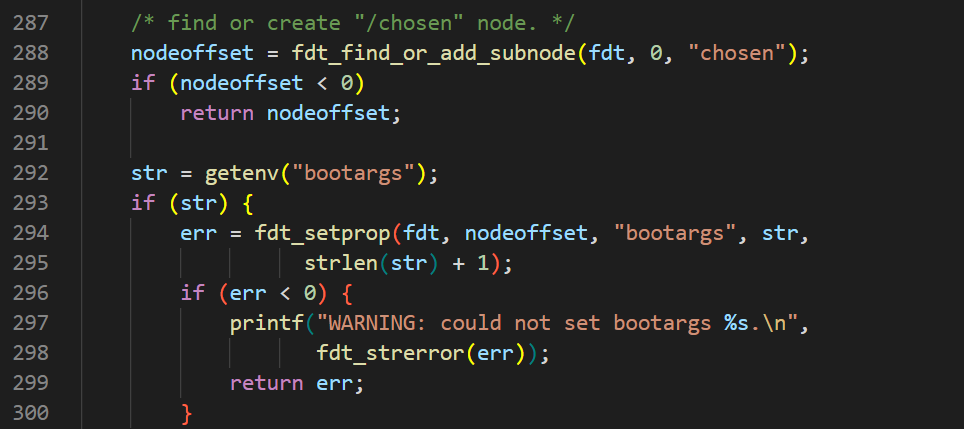 287 /* find or create "/chosen" node. */
288 nodeoffset = fdt_find_or_add_subnode(fdt, 0, "chosen");
289 if (nodeoffset < 0)
290 return nodeoffset;
291
292 str = getenv("bootargs");
293 if (str) {
294 err = fdt_setprop(fdt, nodeoffset, "bootargs", str,
295 strlen(str) + 1);
296 if (err < 0) {
297 printf("WARNING: could not set bootargs %s.\n",
298 fdt_strerror(err));
299 return err;
300 }